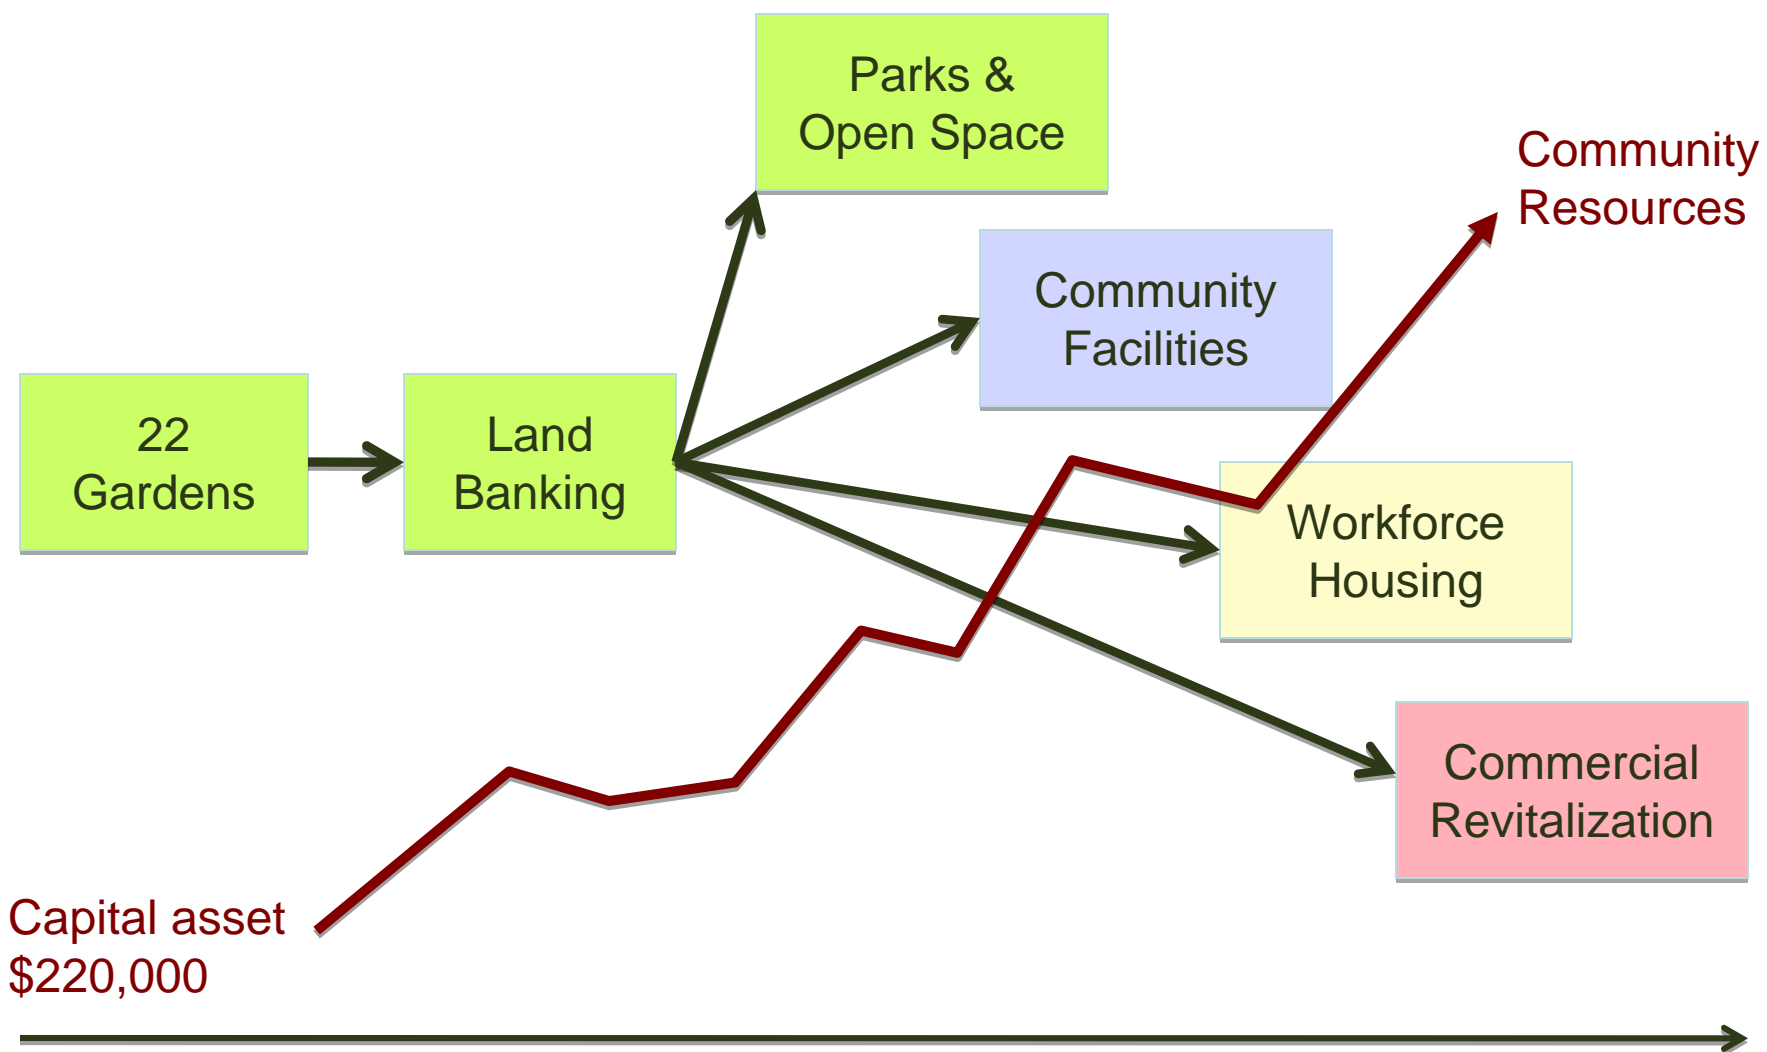 Parks &
Open Space
Community
Resources
Community
Facilities
22
Gardens
Land
Banking
Workforce
Housing
Commercial
Revitalization
Capital asset
$220,000